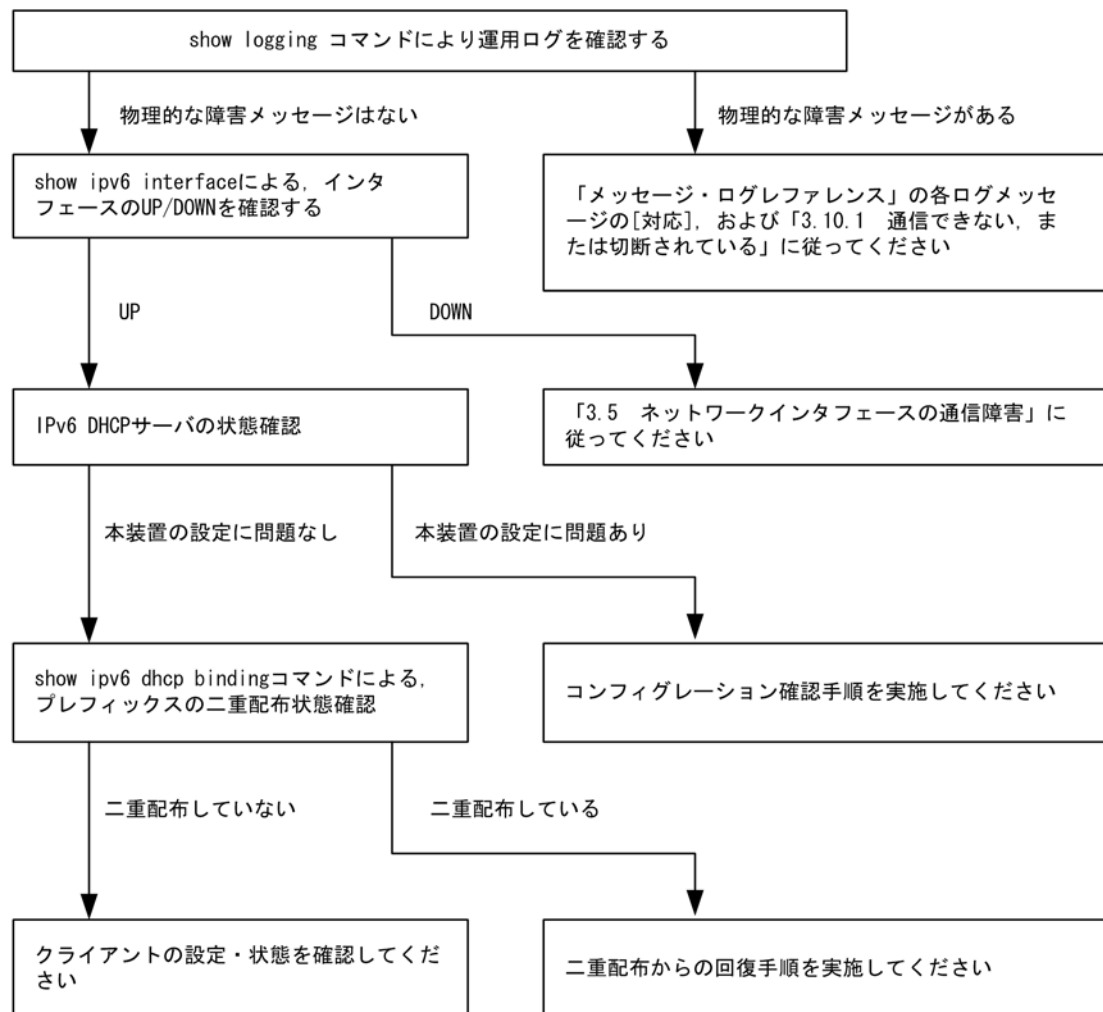 show logging コマンドにより運用ログを確認する
物理的な障害メッセージはない
物理的な障害メッセージがある
show ipv6 interfaceによる，インタ
フェースのUP/DOWNを確認する
「メッセージ・ログレファレンス」の各ログメッセ
ージの[対応]，および「3.10.1　通信できない，ま
たは切断されている」に従ってください
UP
DOWN
IPv6 DHCPサーバの状態確認
「3.5　ネットワークインタフェースの通信障害」に
従ってください
本装置の設定に問題なし
本装置の設定に問題あり
show ipv6 dhcp bindingコマンドによる，
プレフィックスの二重配布状態確認
コンフィグレーション確認手順を実施してください
二重配布していない
二重配布している
クライアントの設定・状態を確認してくだ
さい
二重配布からの回復手順を実施してください